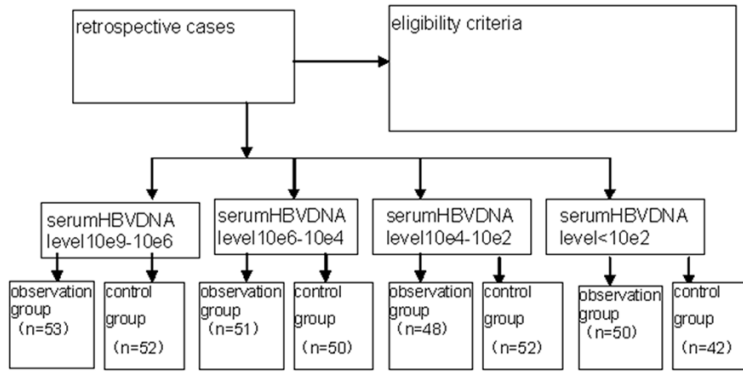 retrospective cases
eligibility criteria
serumHBVDNA
level10e9-10e6
serumHBVDNA
level10e6-10e4
serumHBVDNA
level10e4-10e2
serumHBVDNA
level<10e2
observation
group
(n=53)
control
group
(n=52)
observation
group
(n=51)
control
group
(n=50)
observation
group
(n=48)
control
group
(n=52)
observation
group
(n=50)
control
group
(n=42)